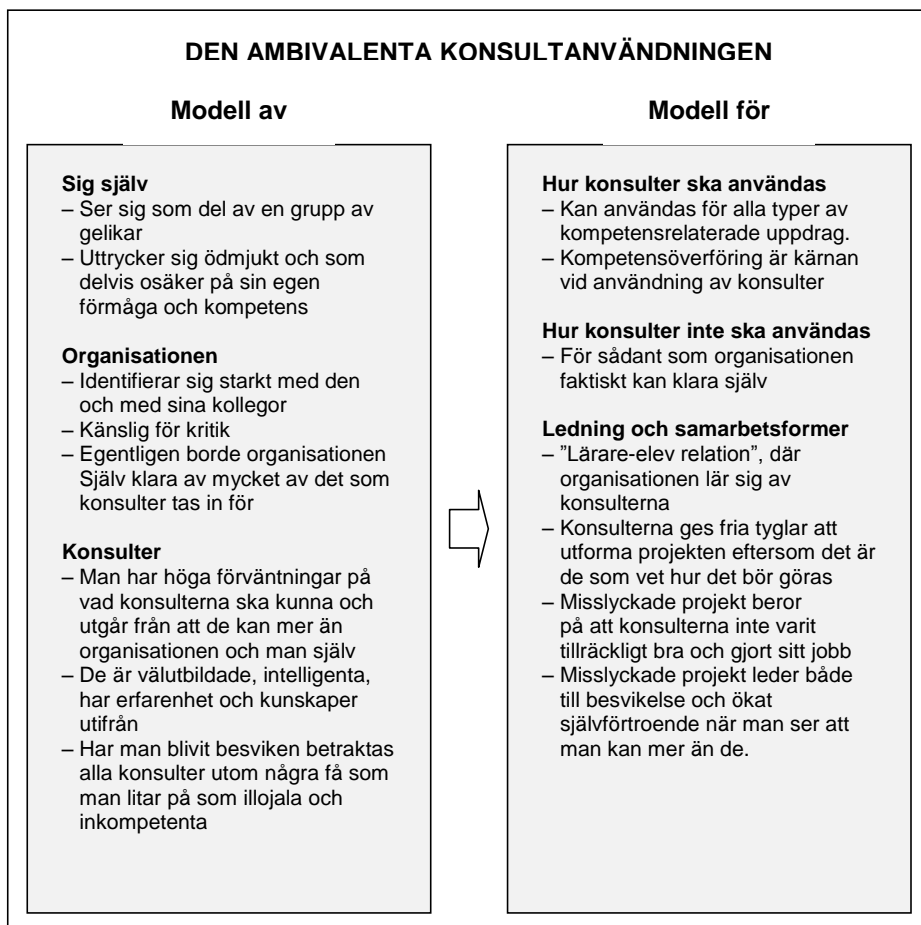 DEN AMBIVALENTA KONSULTANVÄNDNINGEN
Modell av
Sig själv
– Ser sig som del av en grupp av
gelikar
– Uttrycker sig ödmjukt och som
delvis osäker på sin egen
förmåga och kompetens
Organisationen
– Identifierar sig starkt med den
och med sina kollegor
– Känslig för kritik
– Egentligen borde organisationen
Själv klara av mycket av det som
konsulter tas in för
Konsulter
– Man har höga förväntningar på
vad konsulterna ska kunna och
utgår från att de kan mer än
organisationen och man själv
– De är välutbildade, intelligenta,
har erfarenhet och kunskaper
utifrån
– Har man blivit besviken betraktas
alla konsulter utom några få som
man litar på som illojala och
inkompetenta
Modell för
Hur konsulter ska användas
– Kan användas för alla typer av
kompetensrelaterade uppdrag.
– Kompetensöverföring är kärnan
vid användning av konsulter
Hur konsulter inte ska användas
– För sådant som organisationen
faktiskt kan klara själv
Ledning och samarbetsformer
– ”Lärare-elev relation”, där
organisationen lär sig av
konsulterna
– Konsulterna ges fria tyglar att
utforma projekten eftersom det är
de som vet hur det bör göras
– Misslyckade projekt beror
på att konsulterna inte varit
tillräckligt bra och gjort sitt jobb
– Misslyckade projekt leder både
till besvikelse och ökat
självförtroende när man ser att
man kan mer än de.